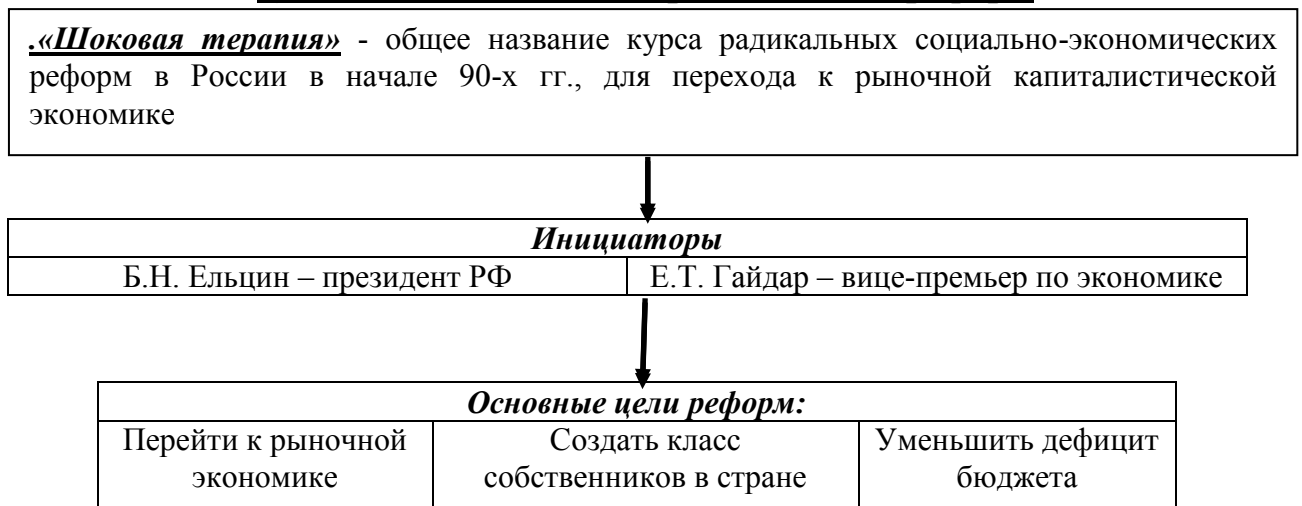 .«Шоковая терапия» - общее название курса радикальных социально-экономических
реформ в России в начале 90-х гг., для перехода к рыночной капиталистической
экономике
Инициаторы
Б.Н. Ельцин – президент РФ
Е.Т. Гайдар – вице-премьер по экономике
Основные цели реформ:
Перейти к рыночной
экономике
Создать класс
собственников в стране
Уменьшить дефицит
бюджета